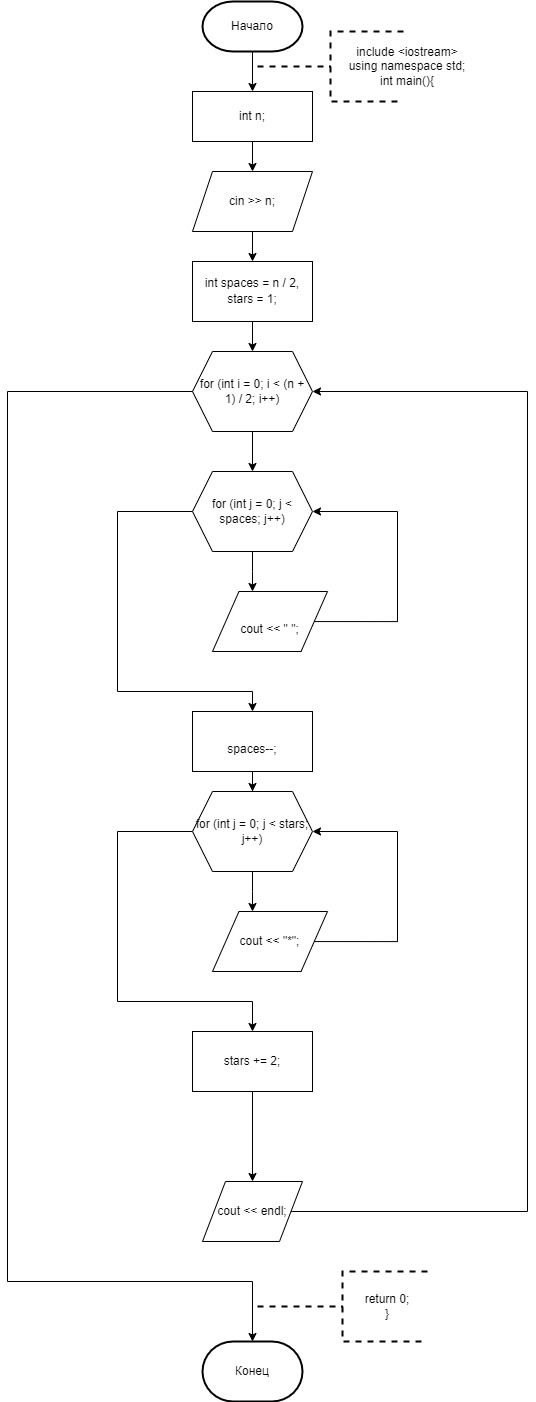 Начало
include <iostream>
using namespace std;
int main(){
int n;
cin >> n;
int spaces = n / 2,
stars = 1;
for (int i = 0; i < (n +
1) / 2; i++)
for (int j = 0; j <
spaces; j++)
cout << " ";
spaces--;
for (int j = 0; j < stars;
j++)
cout << "*";
stars += 2;
cout << endl;
return 0;
}
Конец